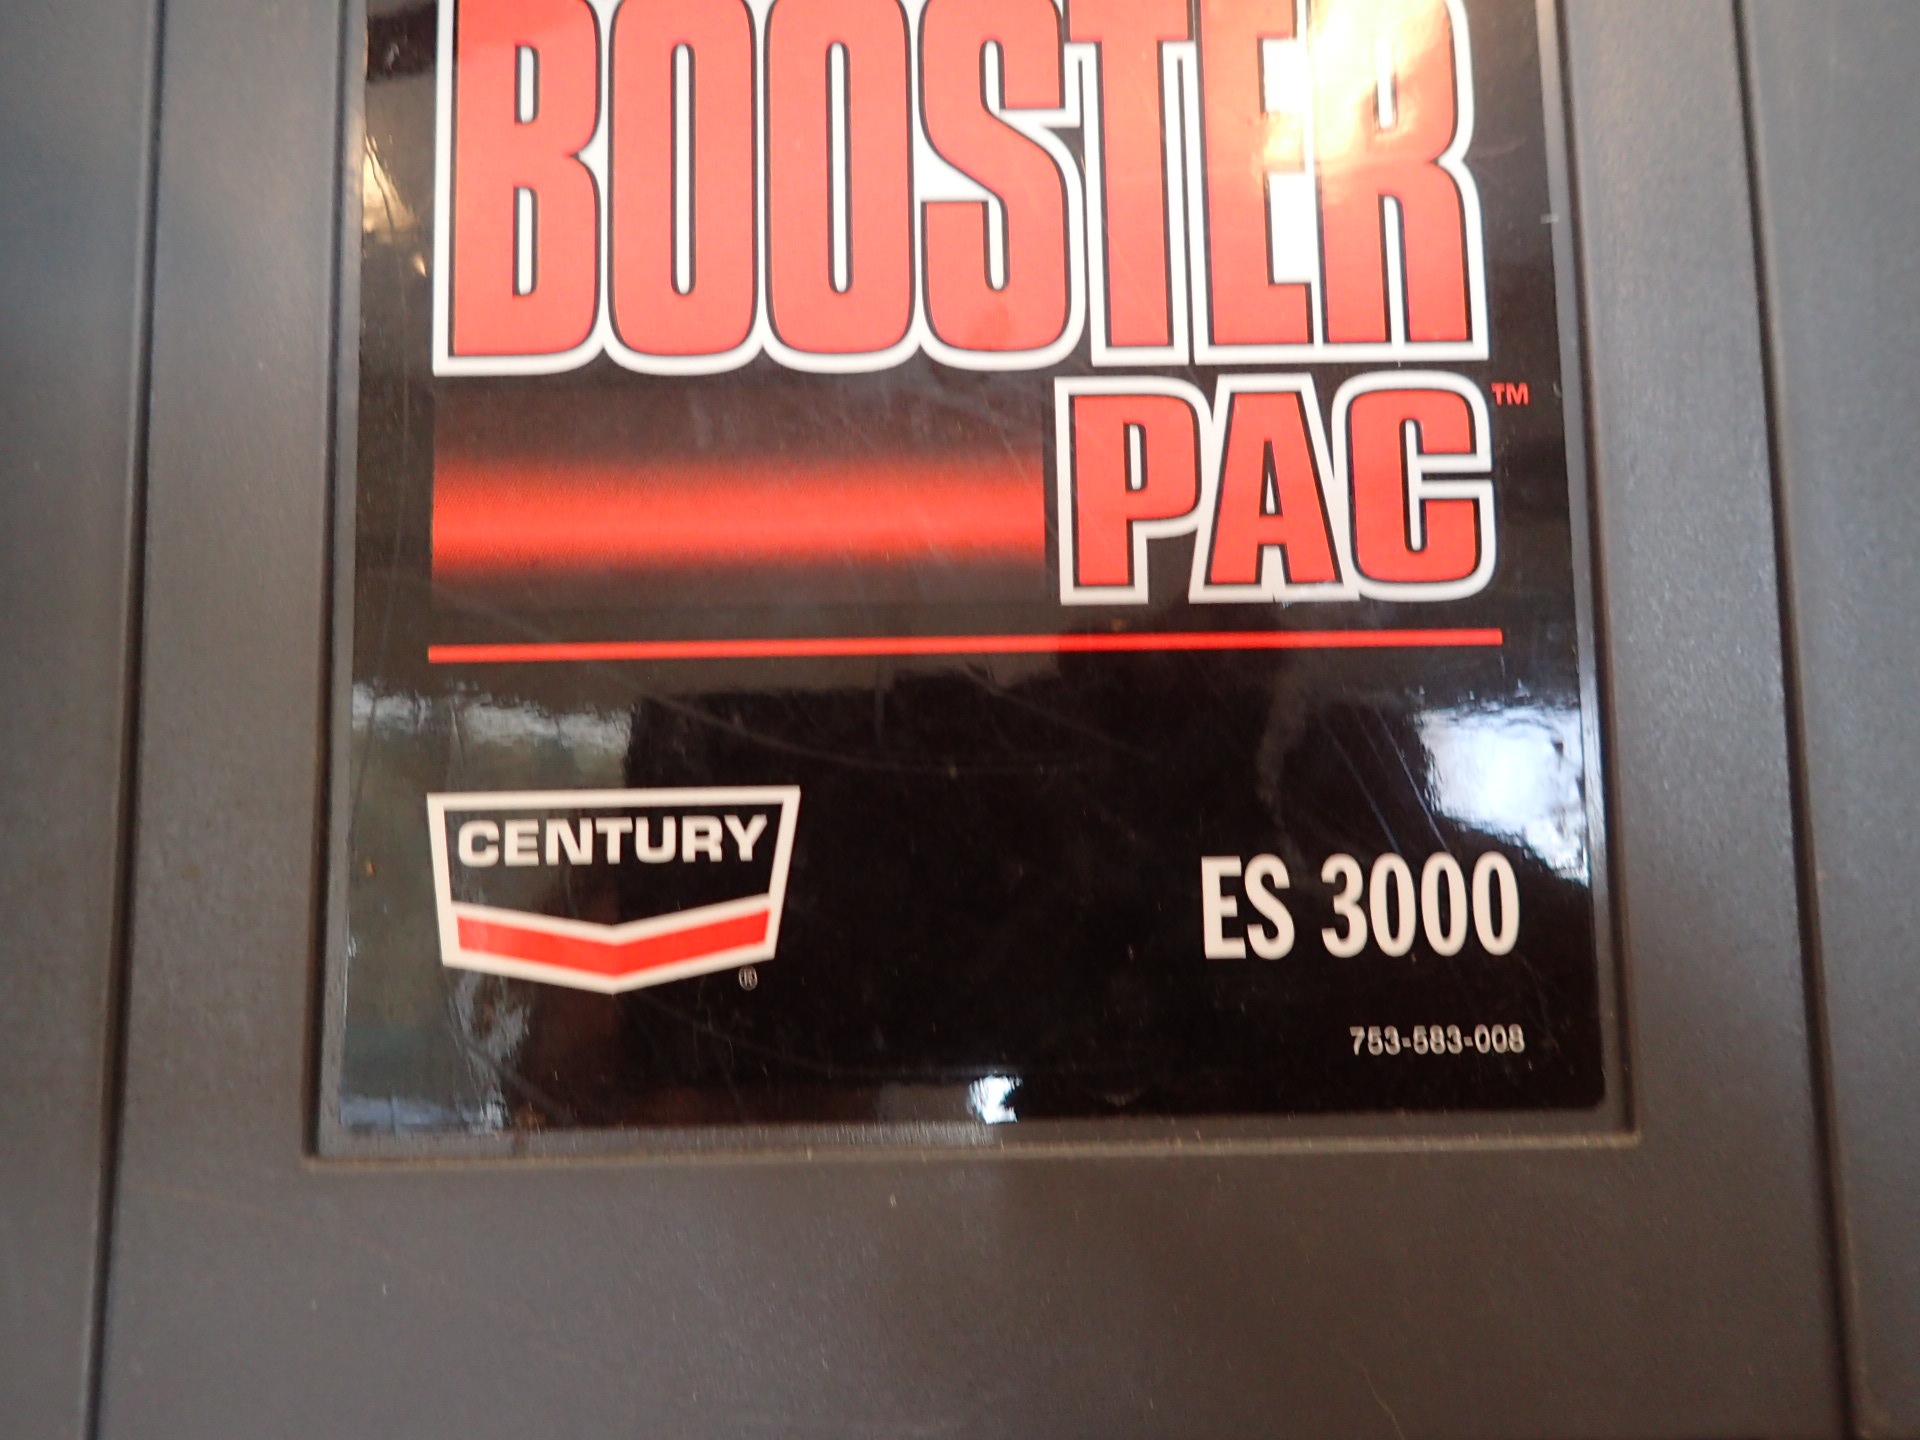 BOOSTER
PAC™
CENTURY
®
ES 3000
753-583-008